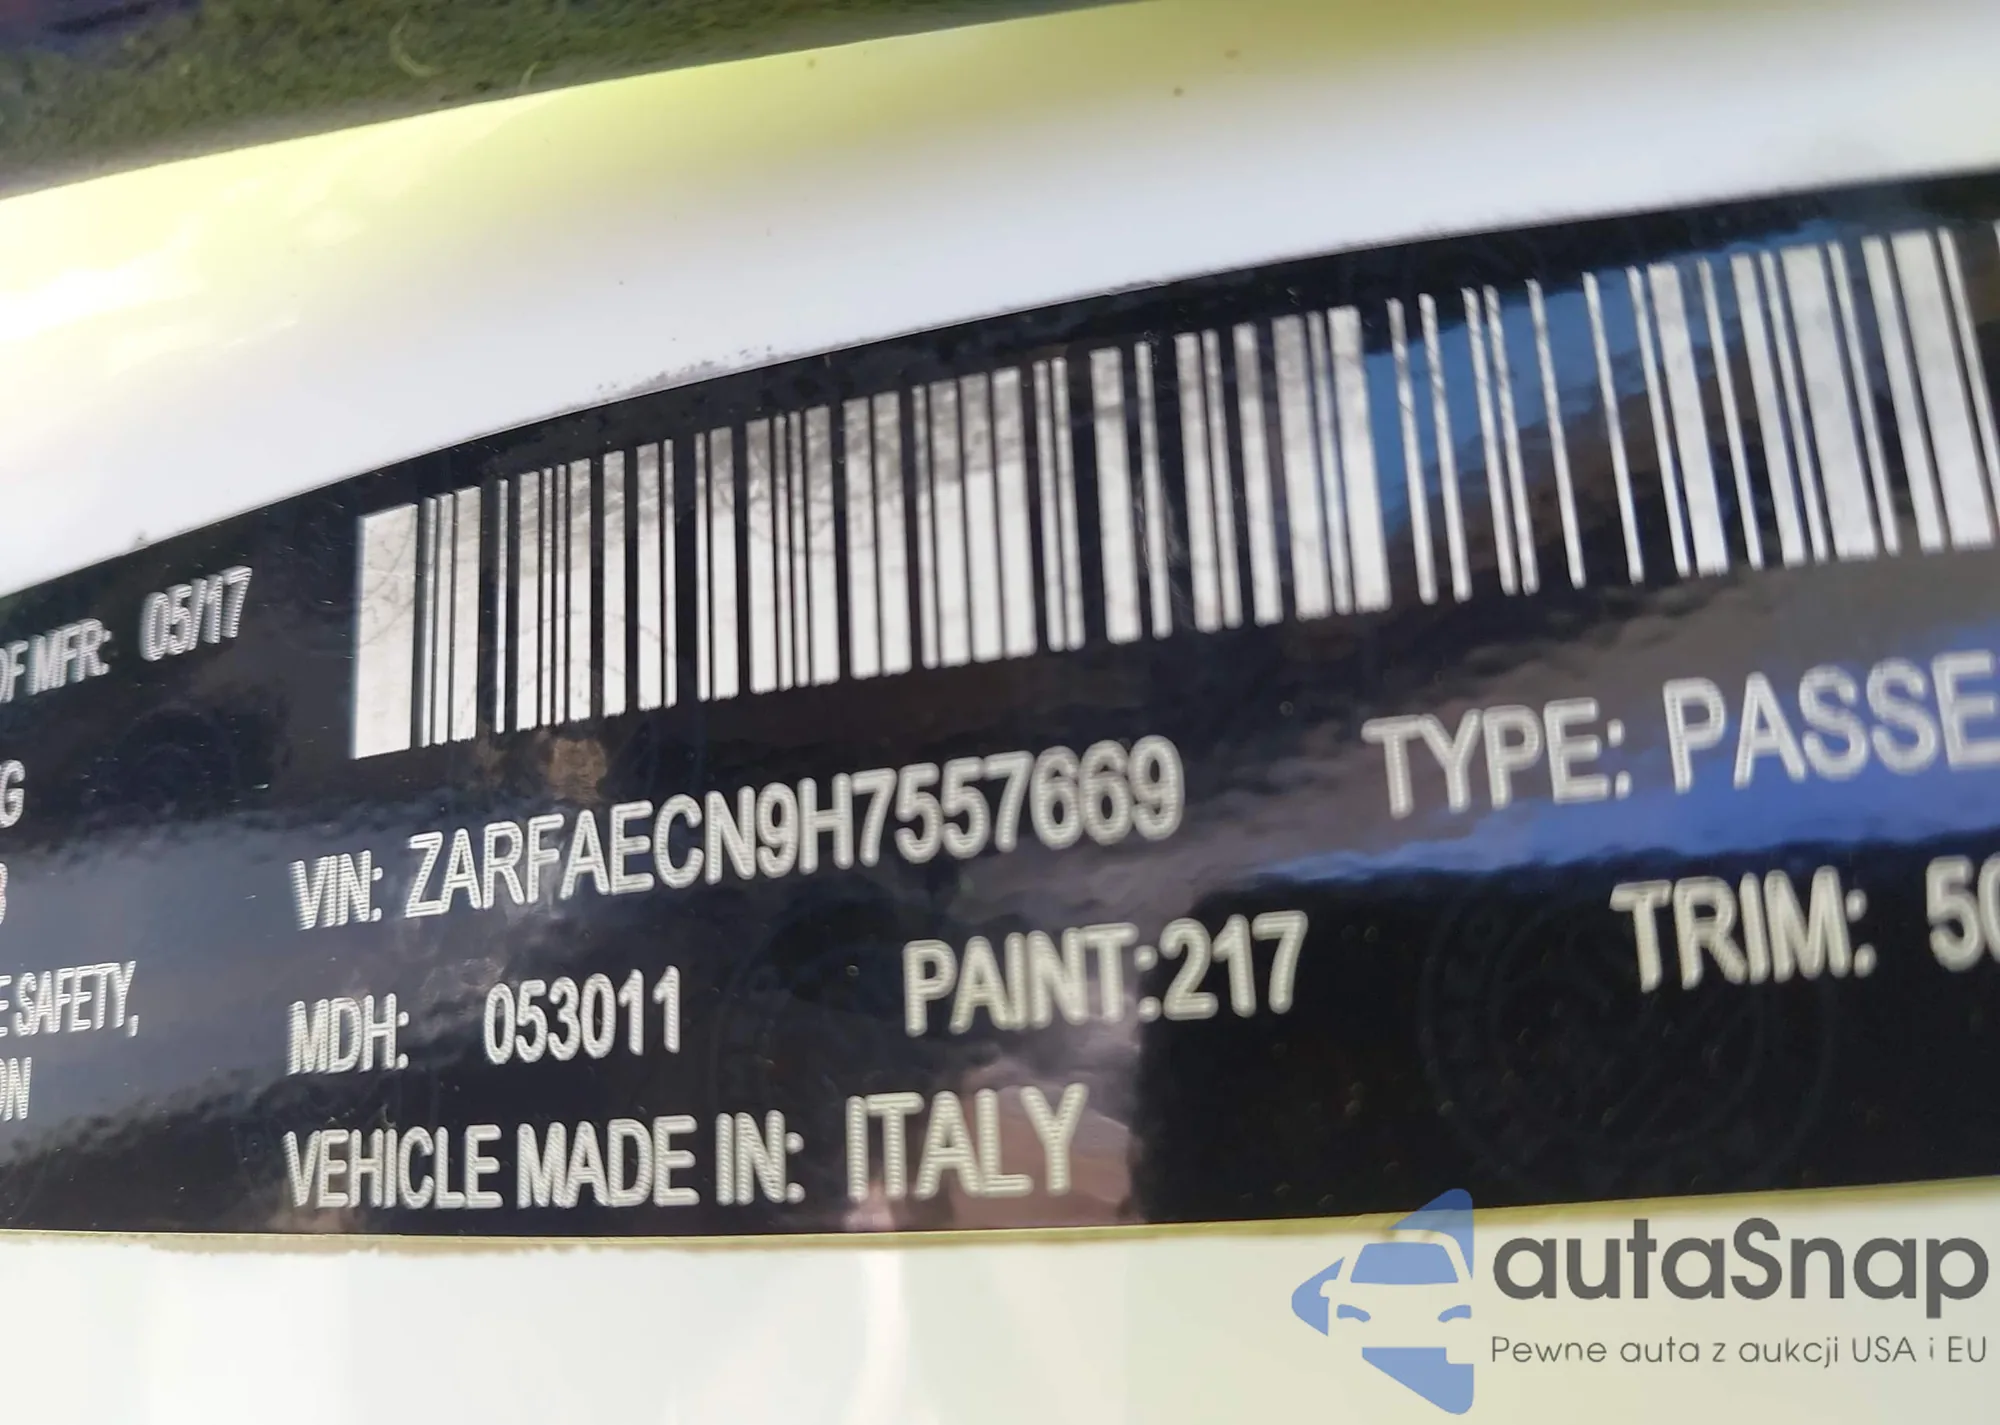 OF MFR: 05/17
VIN: ZARFAECN9H7557669
TYPE: PASSE
MDH: 053011
PAINT:217
TRIM: 50
E SAFETY,
ON
VEHICLE MADE IN: ITALY
autaSnap
Pewne auta z aukcji USA i EU